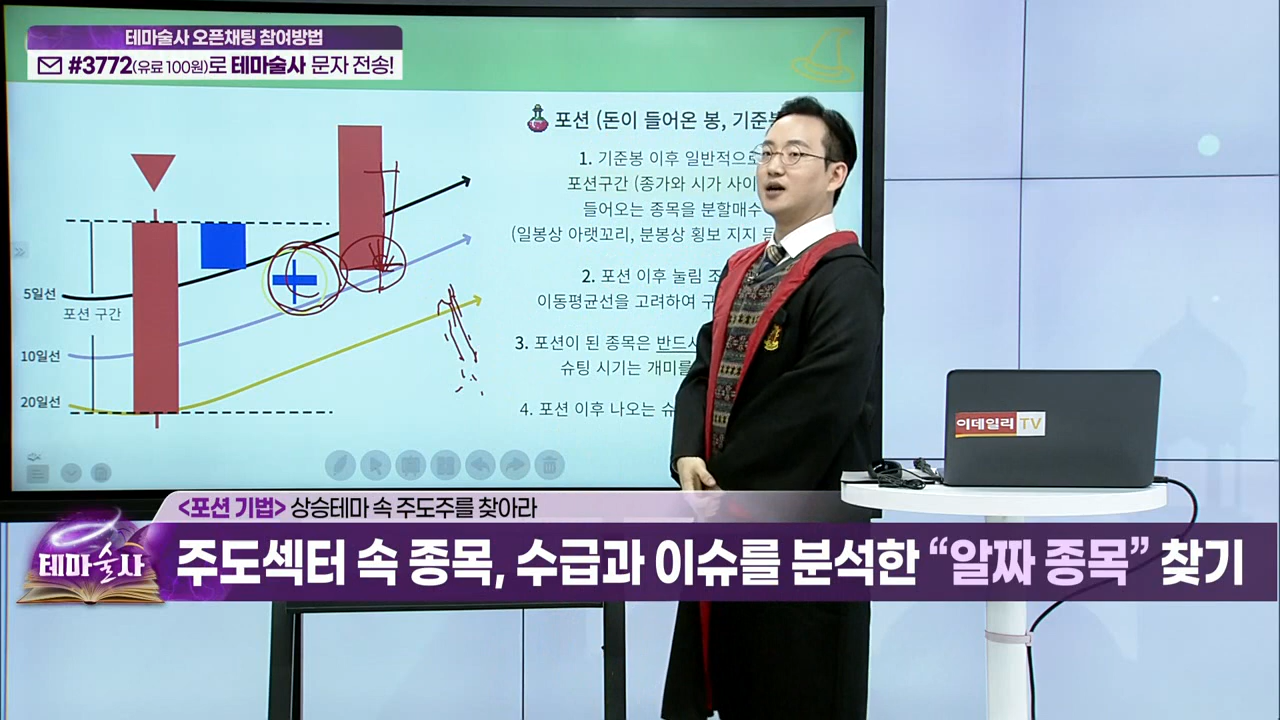 테마술사 오픈채팅 참여방법
#3772(유료 100원)로 테마술사 문자 전송!
포션 (돈이 들어온 봉, 기준봉
1. 기준봉 이후 일반적으로
포션구간 (종가와 시가 사이
들어오는 종목을 분할매수
(일봉상 아랫꼬리, 분봉상 횡보 지지 등
2. 포션 이후 눌림 조
이동평균선을 고려하여 구
3. 포션이 된 종목은 반드시
슈팅 시기는 개미를
4. 포션 이후 나오는 슈
5일선
포션 구간
10일선
20일선
이데일리 TV
<포션 기법> 상승테마 속 주도주를 찾아라
테마술사
주도섹터 속 종목, 수급과 이슈를 분석한 “알짜 종목” 찾기